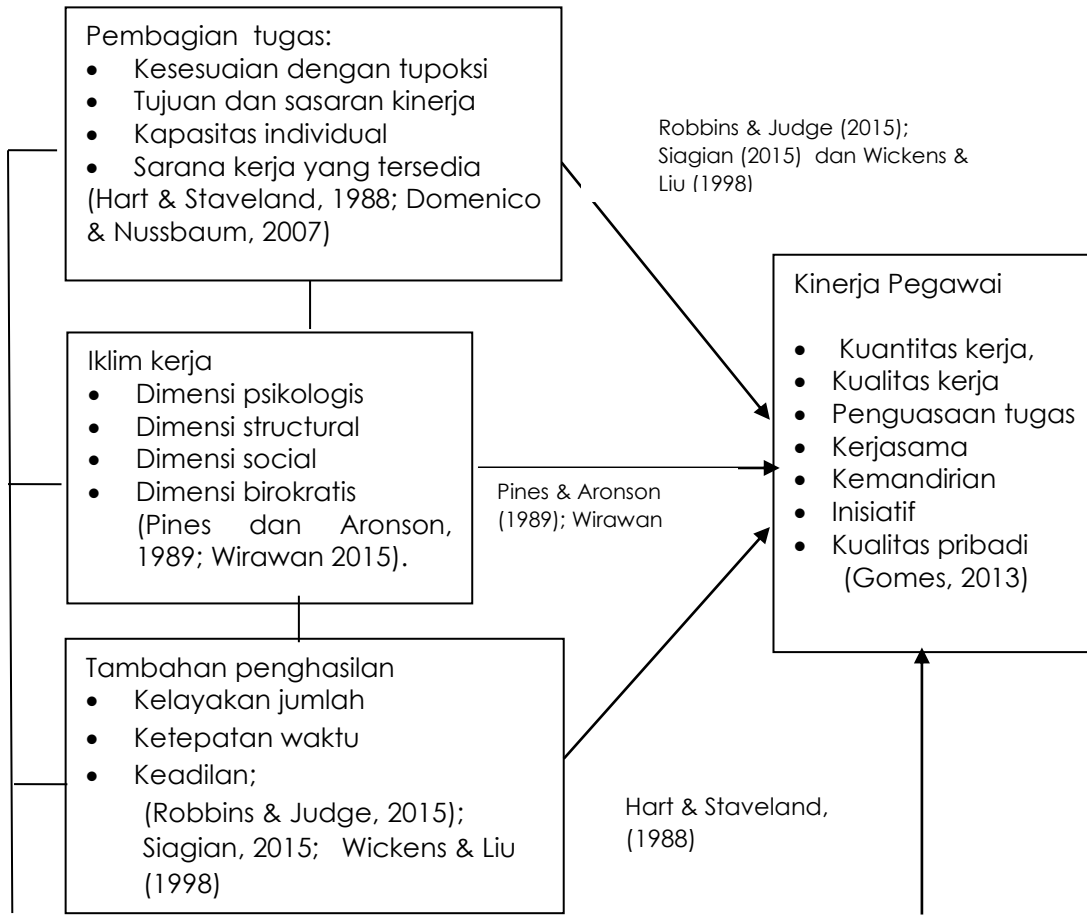 Pembagian tugas:
• Kesesuaian dengan tupoksi
• Tujuan dan sasaran kinerja
• Kapasitas individual
• Sarana kerja yang tersedia
(Hart & Staveland, 1988; Domenico
& Nussbaum, 2007)
Robbins & Judge (2015);
Siagian (2015) dan Wickens &
Liu (1998)
Iklim kerja
• Dimensi psikologis
• Dimensi structural
• Dimensi social
• Dimensi birokratis
(Pines dan Aronson,
1989; Wirawan 2015).
Pines & Aronson
(1989); Wirawan
Kinerja Pegawai
• Kuantitas kerja,
• Kualitas kerja
• Penguasaan tugas
• Kerjasama
• Kemandirian
• Inisiatif
• Kualitas pribadi
(Gomes, 2013)
Tambahan penghasilan
• Kelayakan jumlah
• Ketepatan waktu
• Keadilan;
(Robbins & Judge, 2015);
Siagian, 2015; Wickens & Liu
(1998)
Hart & Staveland,
(1988)